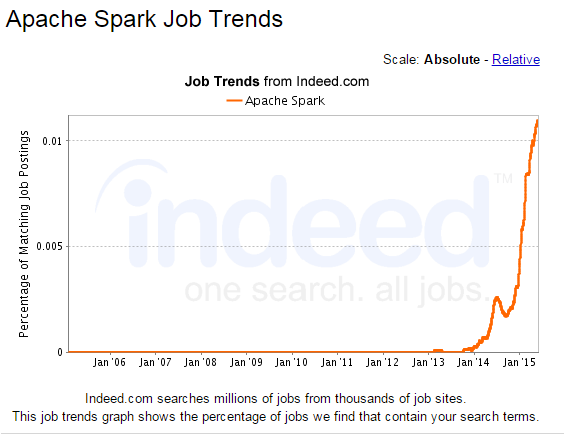 Apache Spark Job Trends
Scale: Absolute - Relative
Job Trends from Indeed.com
Apache Spark
Percentage of Matching Job Postings
0.01
0.005
0
indeed™
one search. all jobs.
Jan '06 Jan '07 Jan '08 Jan '09 Jan '10 Jan '11 Jan '12 Jan '13 Jan '14 Jan '15
Indeed.com searches millions of jobs from thousands of job sites.
This job trends graph shows the percentage of jobs we find that contain your search terms.